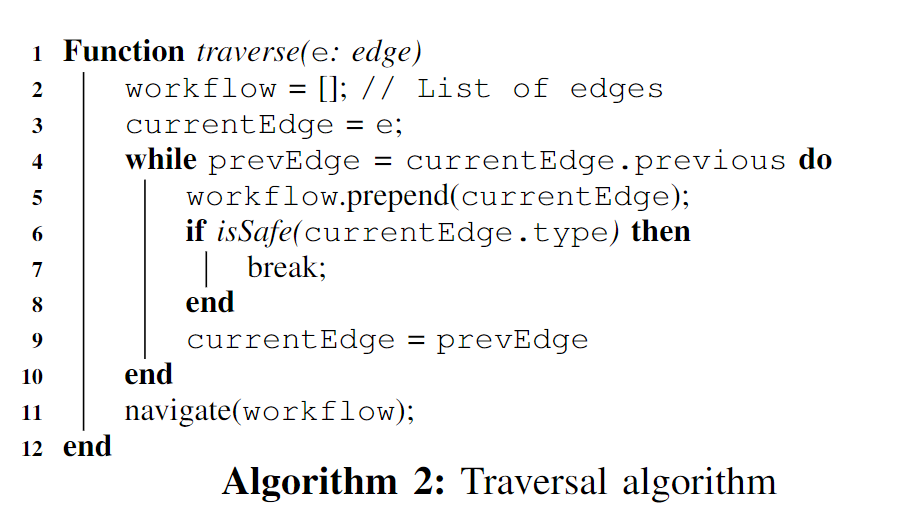 1 Function traverse(e: edge)
2 workflow = []; // List of edges
3 currentEdge = e;
4 while prevEdge = currentEdge.previous do
5 workflow.prepend(currentEdge);
6 if isSafe(currentEdge.type) then
7 break;
8 end
9 currentEdge = prevEdge
10 end
11 navigate(workflow);
12 end
Algorithm 2: Traversal algorithm